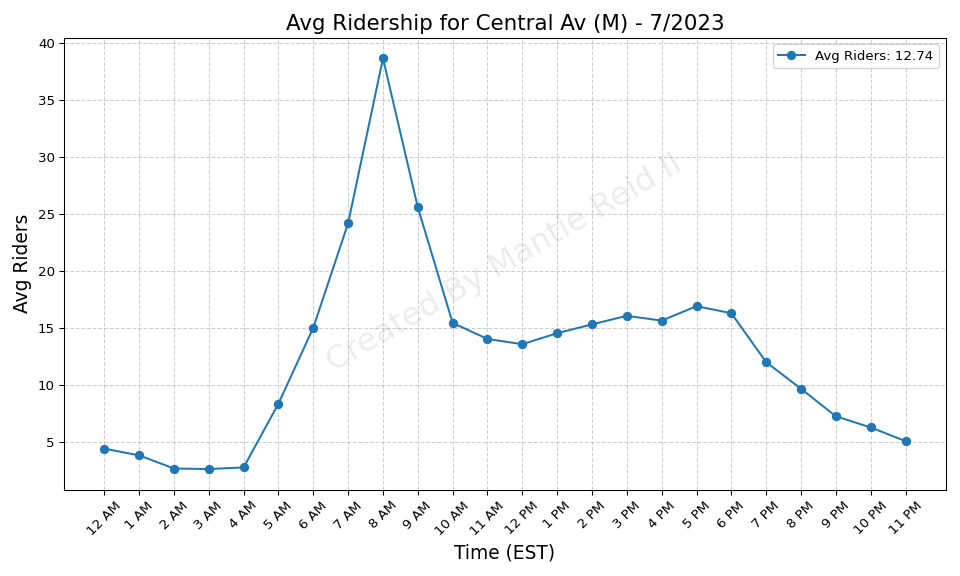 Avg Ridership for Central Av (M) - 7/2023
Avg Riders: 12.74
Avg Riders
40
35
30
25
20
15
10
5
Created By Mantie Reid II
12 AM
1 AM
2 AM
3 AM
4 AM
5 AM
6 AM
7 AM
8 AM
9 AM
10 AM
11 AM
12 PM
1 PM
2 PM
3 PM
4 PM
5 PM
6 PM
7 PM
8 PM
9 PM
10 PM
11 PM
Time (EST)